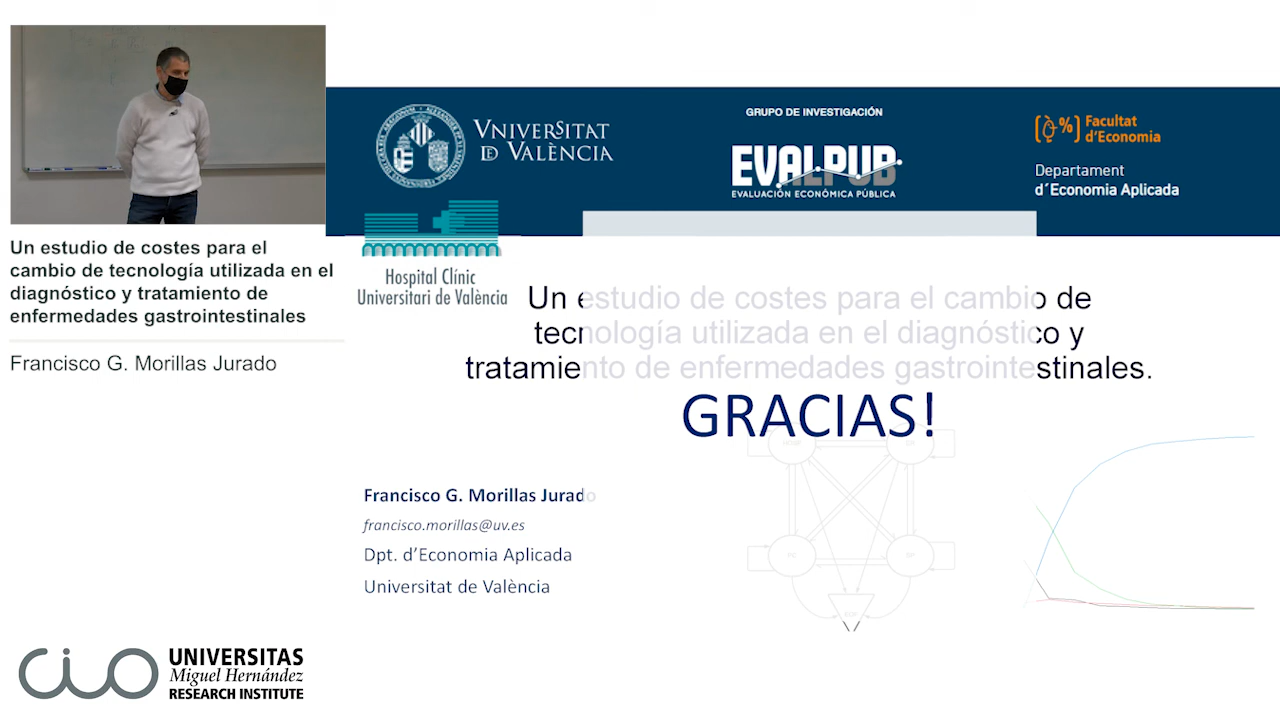 Un estudio de costes para el
cambio de tecnología utilizada en el
diagnóstico y tratamiento de
enfermedades gastrointestinales
Francisco G. Morillas Jurado
VNIVERSITAT
DE VALÈNCIA
GRUPO DE INVESTIGACIÓN
EVALPUB
EVALUACIÓN ECONÓMICA PÚBLICA
Facultat
d'Economia
Departament
d´Economia Aplicada
Hospital Clínic
Universitari de València
Un estudio de costes para el cambio de
tecnología utilizada en el diagnóstico y
tratamiento de enfermedades gastrointestinales.
GRACIAS!
Francisco G. Morillas Jurado
francisco.morillas@uv.es
Dpt. d’Economia Aplicada
Universitat de València
CIO
UNIVERSITAS
Miguel Hernández
RESEARCH INSTITUTE